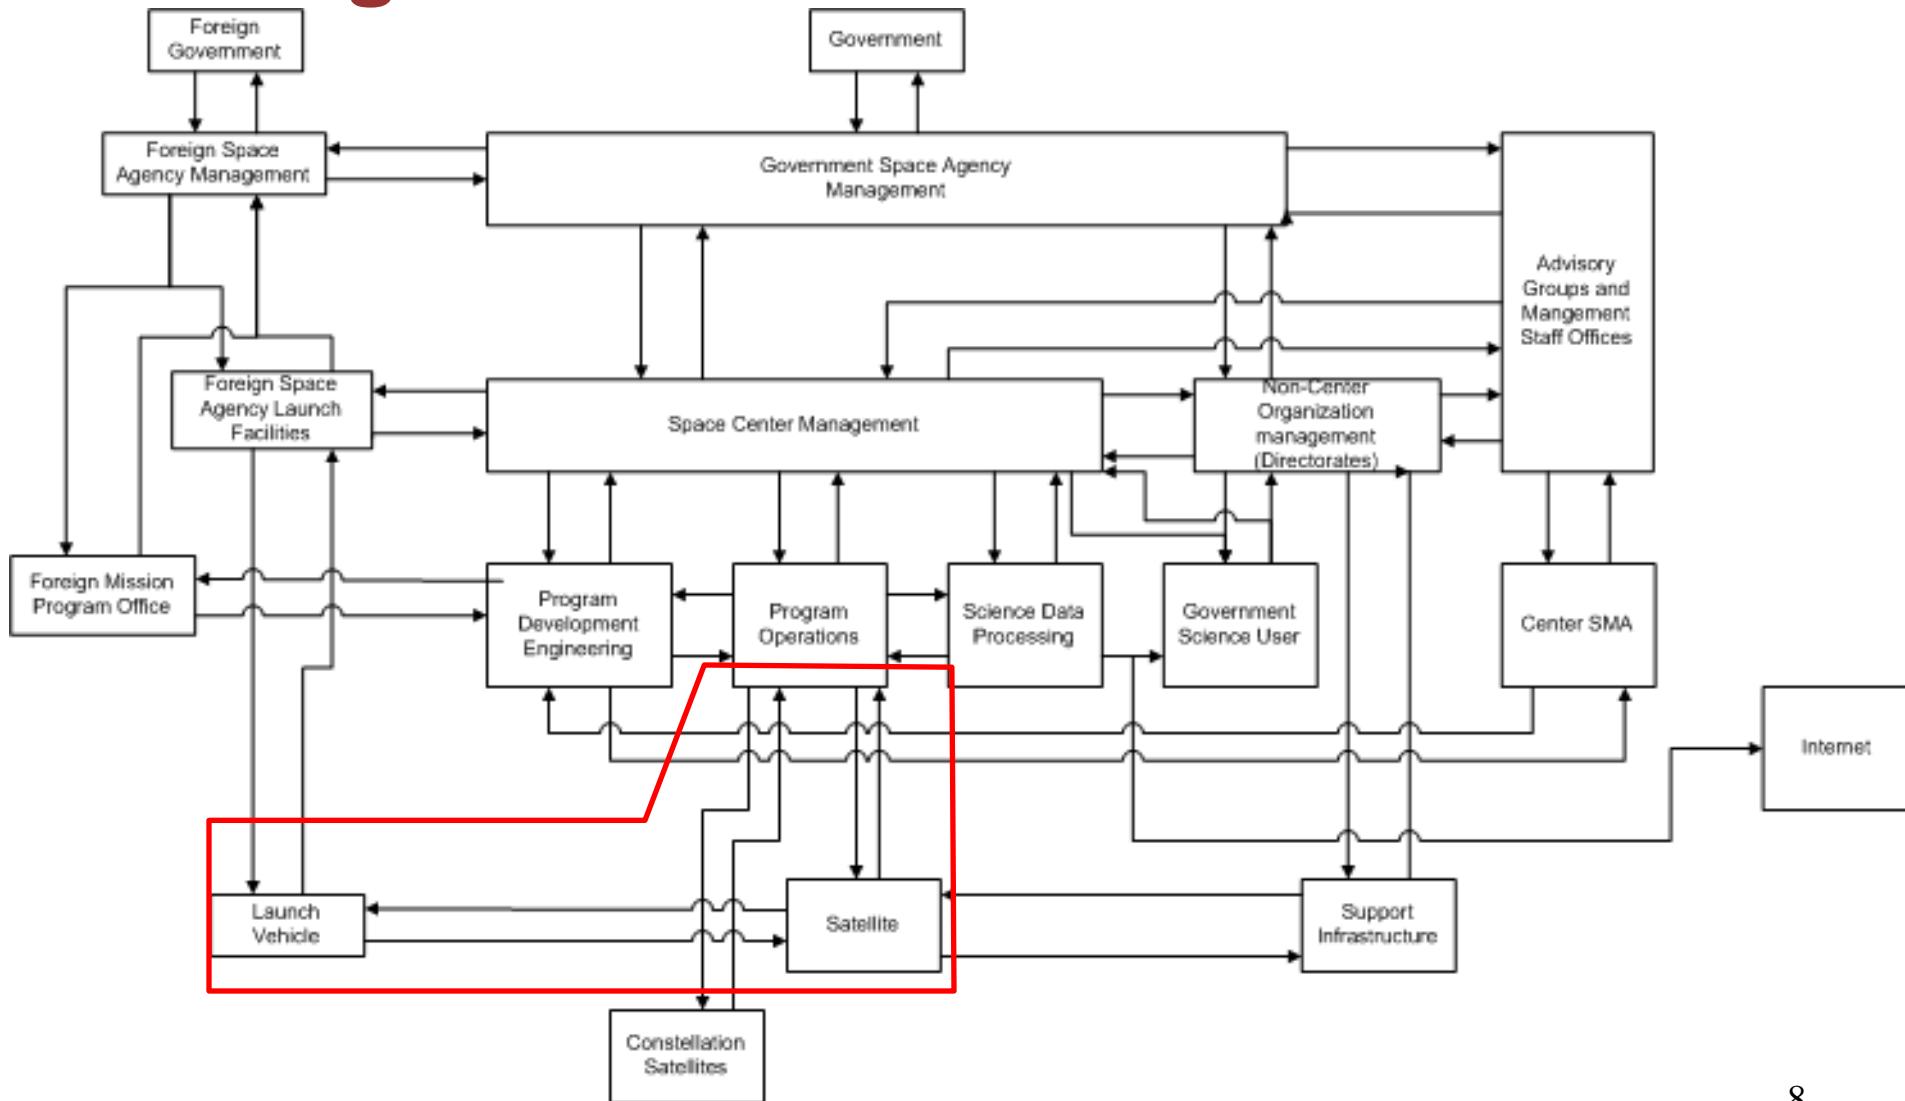 Foreign
Government
Government
Foreign Space
Agency Management
Government Space Agency
Management
Advisory
Groups and
Mangement
Staff Offices
Foreign Space
Agency Launch
Facilities
Space Center Management
Non-Center
Organization
management
(Directorates)
Foreign Mission
Program Office
Program
Development
Engineering
Program
Operations
Science Data
Processing
Government
Science User
Center SMA
Internet
Launch
Vehicle
Satellite
Support
Infrastructure
Constellation
Satellites
8